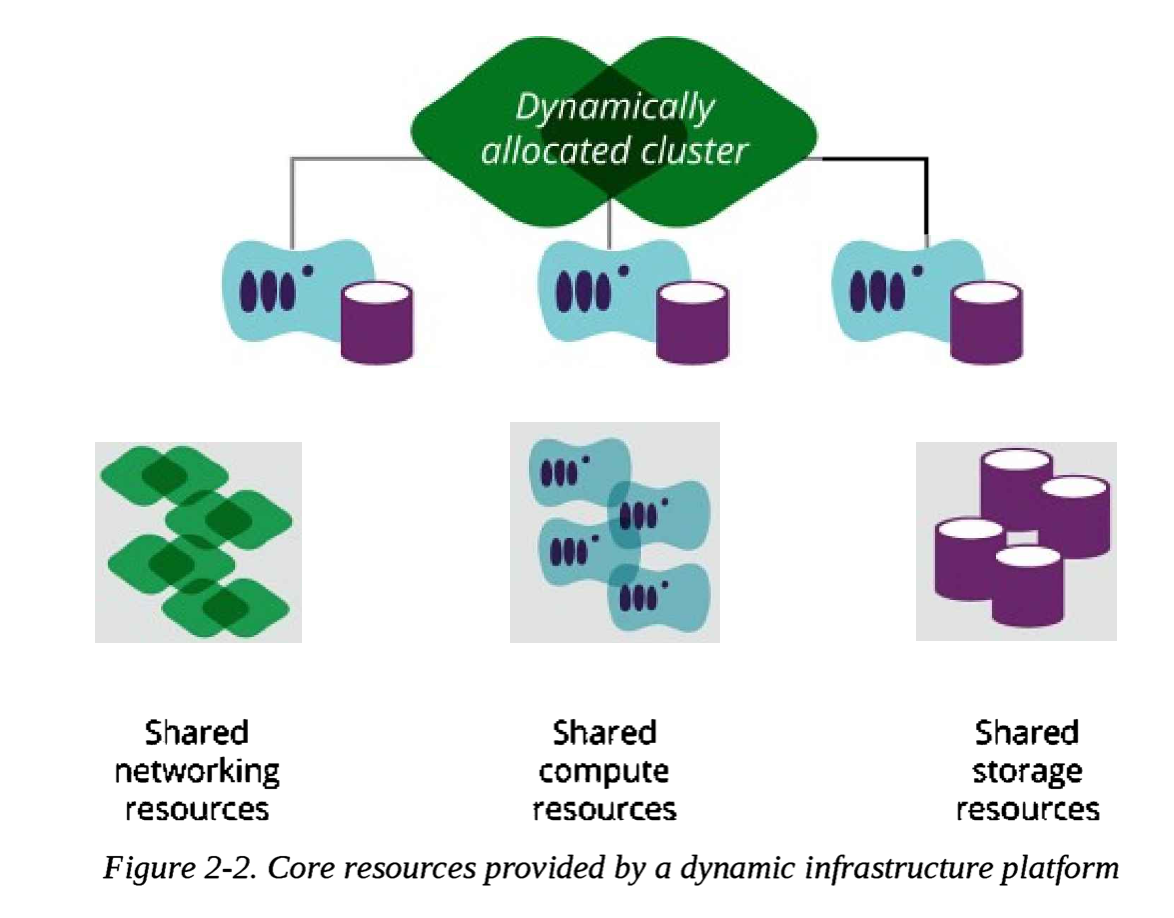 Dynamically
allocated cluster
Shared
networking
resources
Shared
compute
resources
Shared
storage
resources
Figure 2-2. Core resources provided by a dynamic infrastructure platform